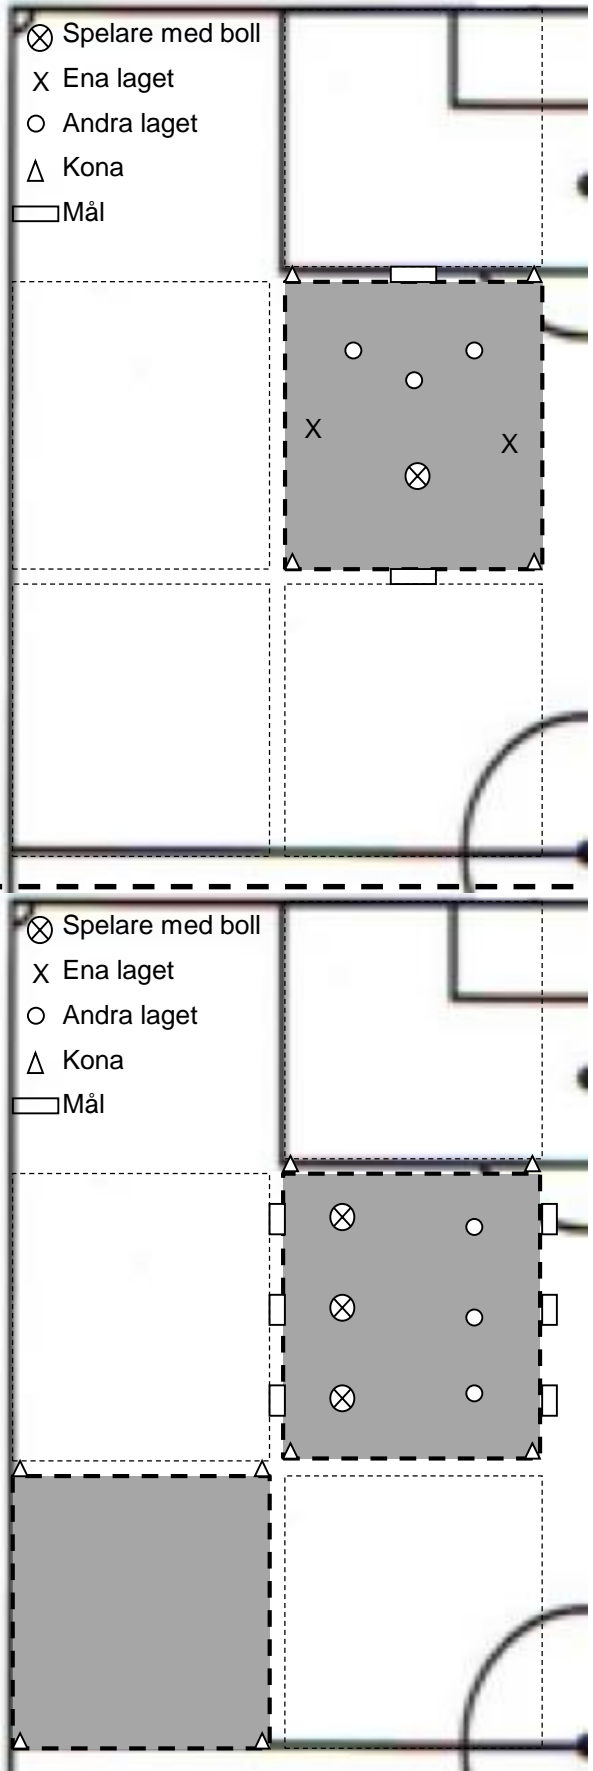 Spelare med boll
X Ena laget
Andra laget
Kona
Mål
X
X
Spelare med boll
X Ena laget
Andra laget
Kona
Mål